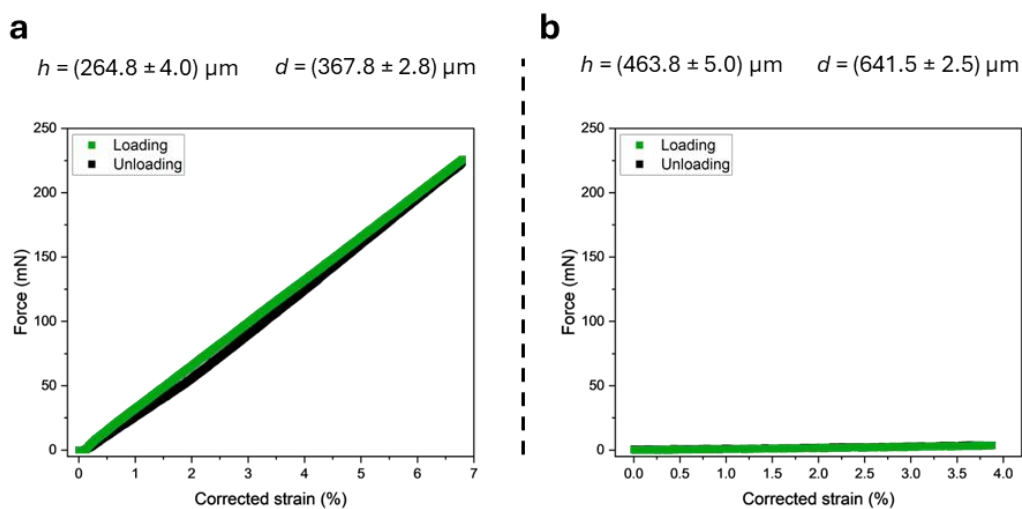 a
h = (264.8 ± 4.0) µm d = (367.8 ± 2.8) µm
250
200
150
100
50
0
Force (mN)
Loading
Unloading
0 1 2 3 4 5 6 7
Corrected strain (%)
b
h = (463.8 ± 5.0) µm d = (641.5 ± 2.5) µm
250
200
150
100
50
0
Force (mN)
Loading
Unloading
0.0 0.5 1.0 1.5 2.0 2.5 3.0 3.5 4.0
Corrected strain (%)